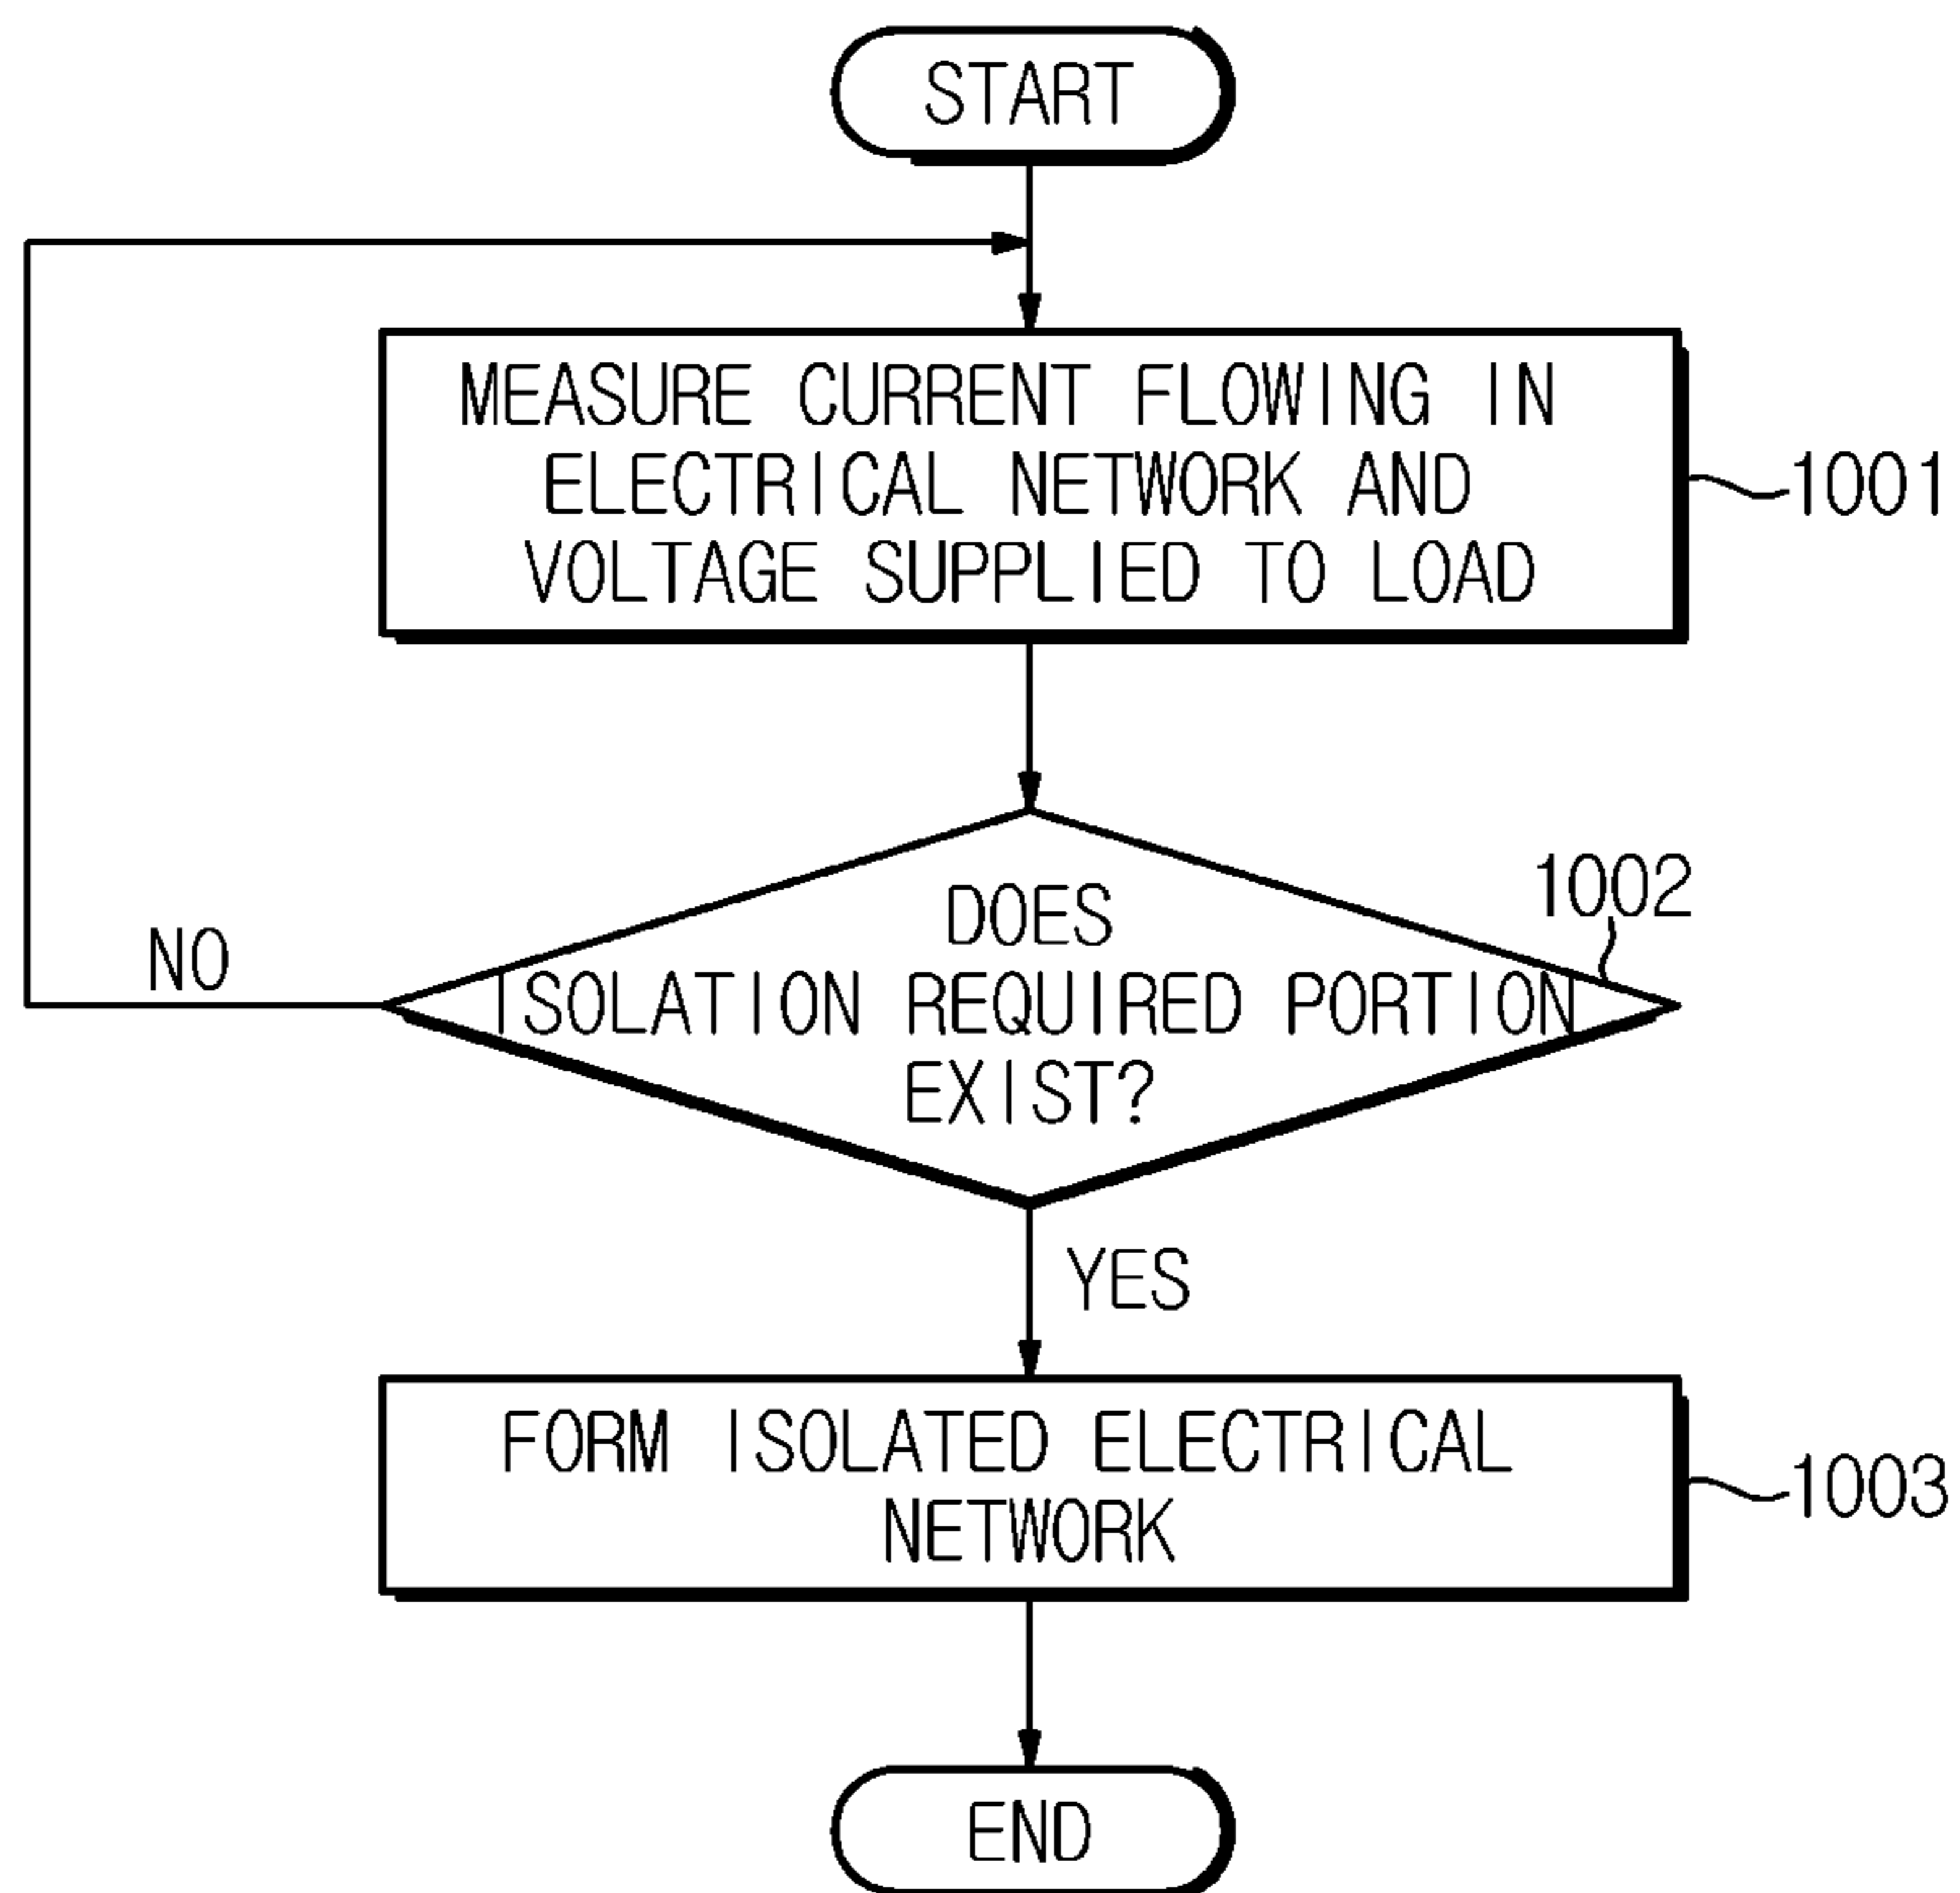 START
MEASURE CURRENT FLOWING IN
ELECTRICAL NETWORK AND
VOLTAGE SUPPLIED TO LOAD
1001
DOES
ISOLATION REQUIRED PORTION
EXIST?
1002
NO
YES
FORM ISOLATED ELECTRICAL
NETWORK
1003
END